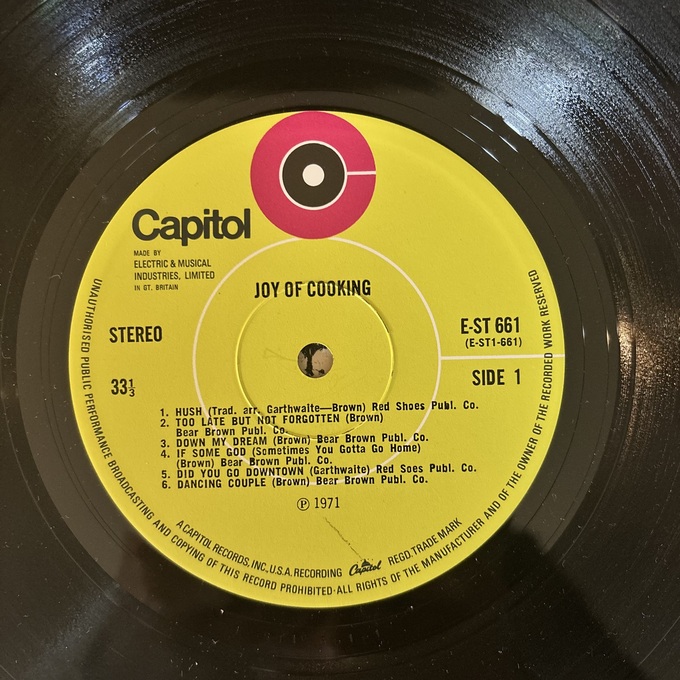 Capitol
MADE BY
ELECTRIC & MUSICAL
INDUSTRIES, LIMITED
IN GT. BRITAIN
JOY OF COOKING
STEREO
E-ST 661
(E-ST1-661)
33⅓
SIDE 1
1. HUSH (Trad. arr. Garthwaite—Brown) Red Shoes Publ. Co.
2. TOO LATE BUT NOT FORGOTTEN (Brown)
Bear Brown Publ. Co.
3. DOWN MY DREAM (Brown) Bear Brown Publ. Co.
4. IF SOME GOD (Sometimes You Gotta Go Home)
(Brown) Bear Brown Publ. Co.
5. DID YOU GO DOWNTOWN (Garthwaite) Red Soes Publ. Co.
6. DANCING COUPLE (Brown) Bear Brown Publ. Co.
℗ 1971
A CAPITOL RECORDS, INC. U.S.A. RECORDING Capitol REGD. TRADE MARK
UNAUTHORISED PUBLIC PERFORMANCE BROADCASTING AND COPYING OF THIS RECORD PROHIBITED·ALL RIGHTS OF THE MANUFACTURER AND OF THE OWNER OF THE RECORDED WORK RESERVED